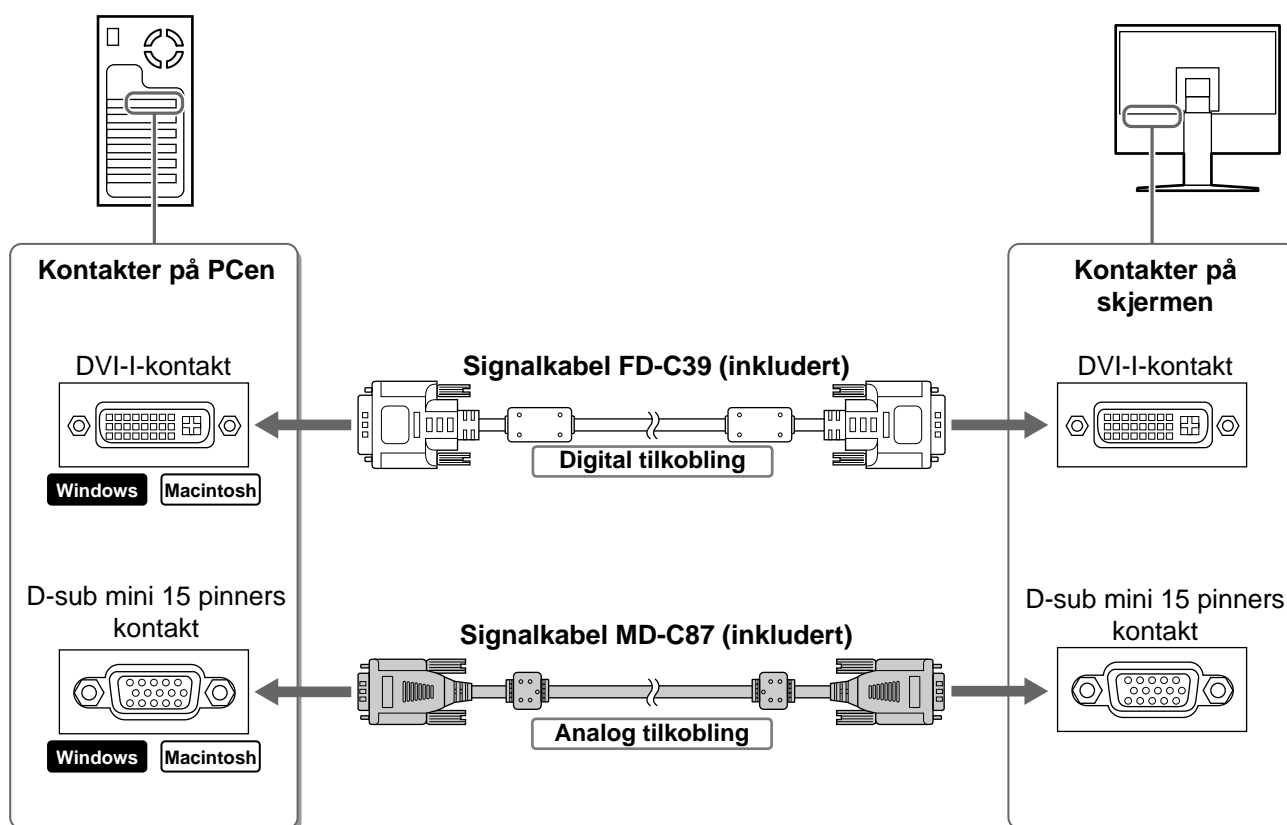 Kontakter på PCen
Kontakter på
skjermen
DVI-I-kontakt
Signalkabel FD-C39 (inkludert)
DVI-I-kontakt
Digital tilkobling
Windows
Macintosh
D-sub mini 15 pinners
kontakt
Signalkabel MD-C87 (inkludert)
D-sub mini 15 pinners
kontakt
Analog tilkobling
Windows
Macintosh